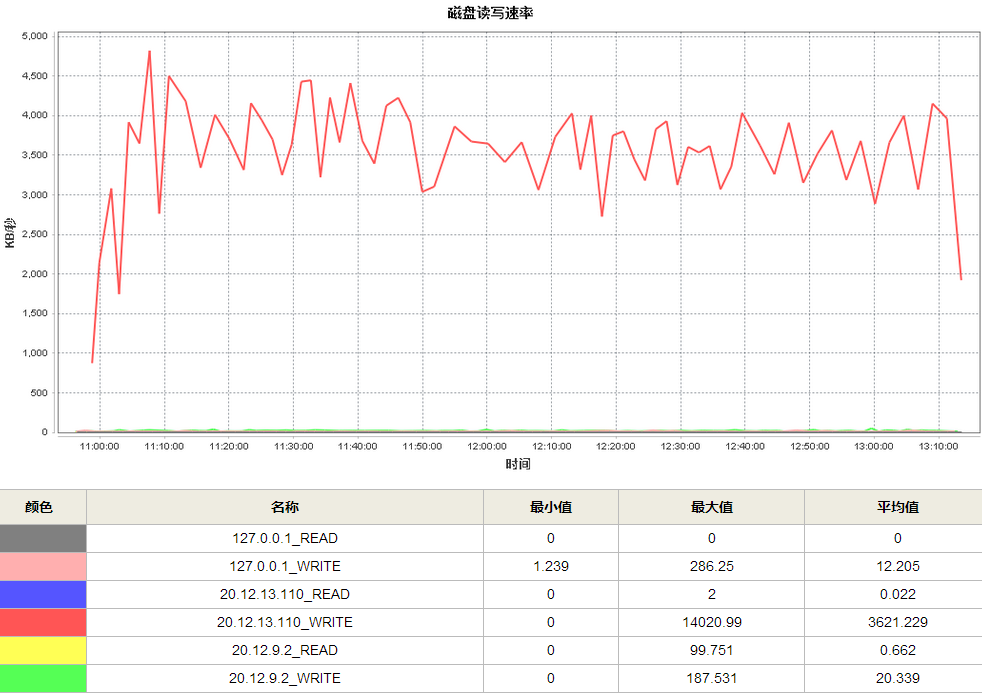 磁盘读写速率
5,000
4,500
4,000
3,500
3,000
2,500
2,000
1,500
1,000
500
0
KB/秒
11:00:00 11:10:00 11:20:00 11:30:00 11:40:00 11:50:00 12:00:00 12:10:00 12:20:00 12:30:00 12:40:00 12:50:00 13:00:00 13:10:00
时间
颜色 名称 最小值 最大值 平均值
127.0.0.1_READ 0 0 0
127.0.0.1_WRITE 1.239 286.25 12.205
20.12.13.110_READ 0 2 0.022
20.12.13.110_WRITE 0 14020.99 3621.229
20.12.9.2_READ 0 99.751 0.662
20.12.9.2_WRITE 0 187.531 20.339